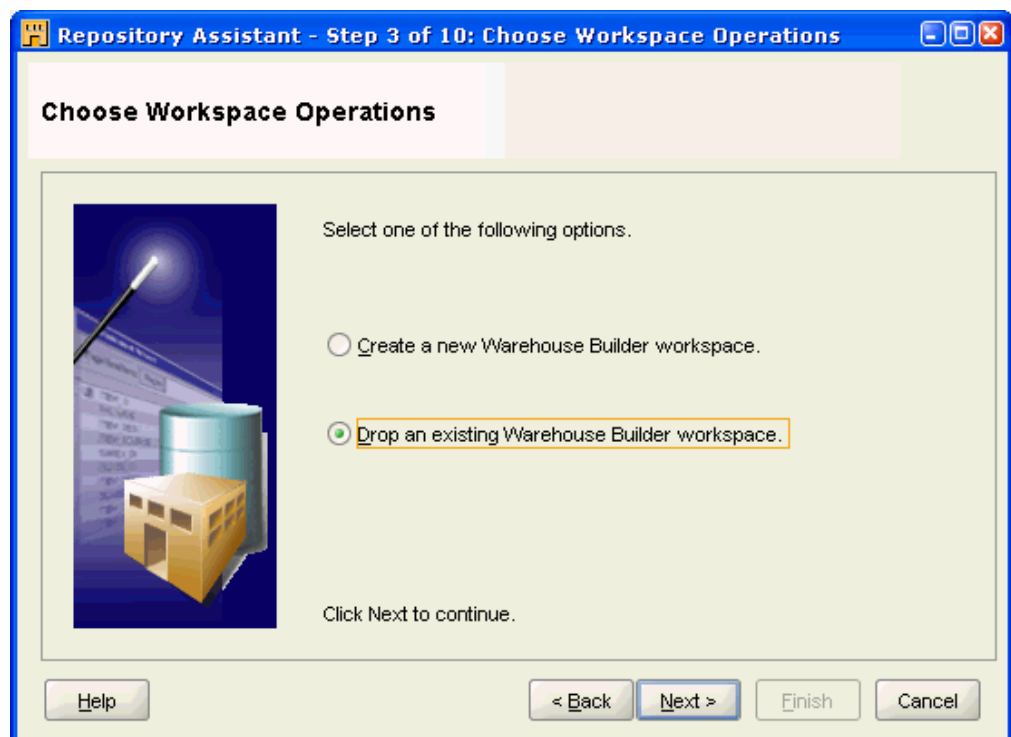 Repository Assistant - Step 3 of 10: Choose Workspace Operations
Choose Workspace Operations
Select one of the following options.
Create a new Warehouse Builder workspace.
Drop an existing Warehouse Builder workspace.
Click Next to continue.
Help
< Back
Next >
Finish
Cancel